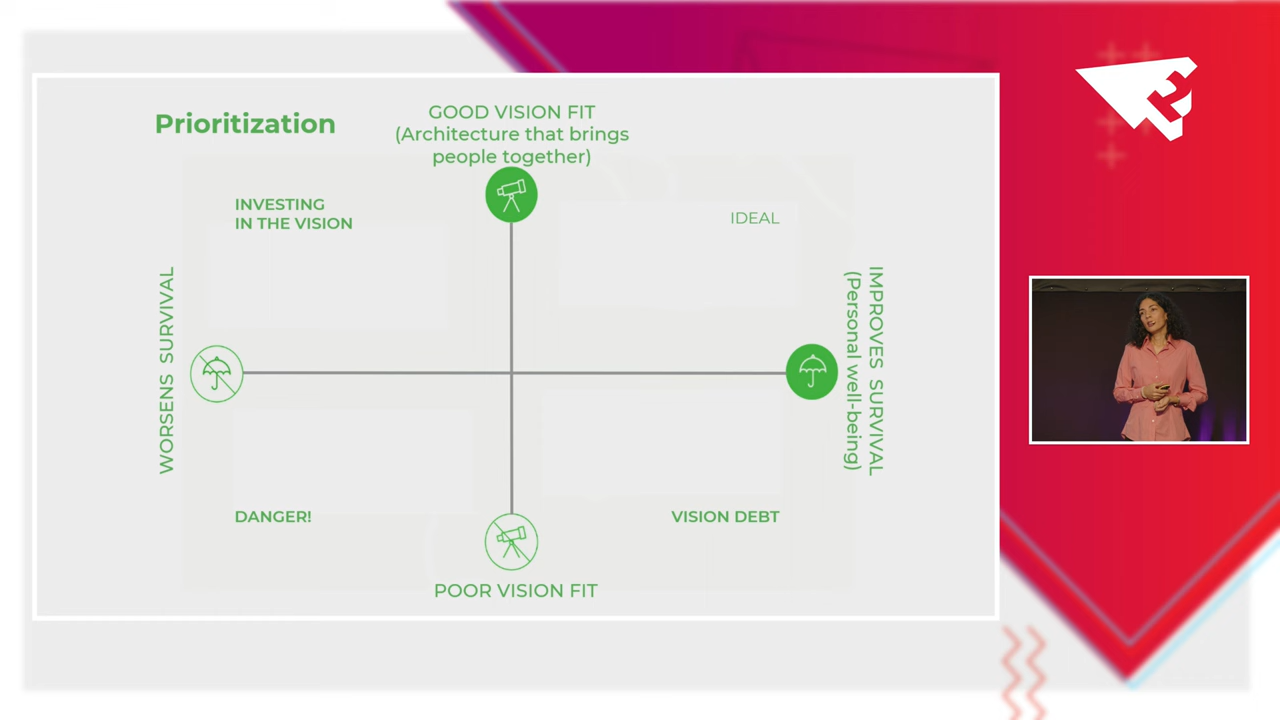 Prioritization
GOOD VISION FIT
(Architecture that brings
people together)
INVESTING
IN THE VISION
IDEAL
WORSENS SURVIVAL
IMPROVES SURVIVAL
(Personal well-being)
DANGER!
VISION DEBT
POOR VISION FIT